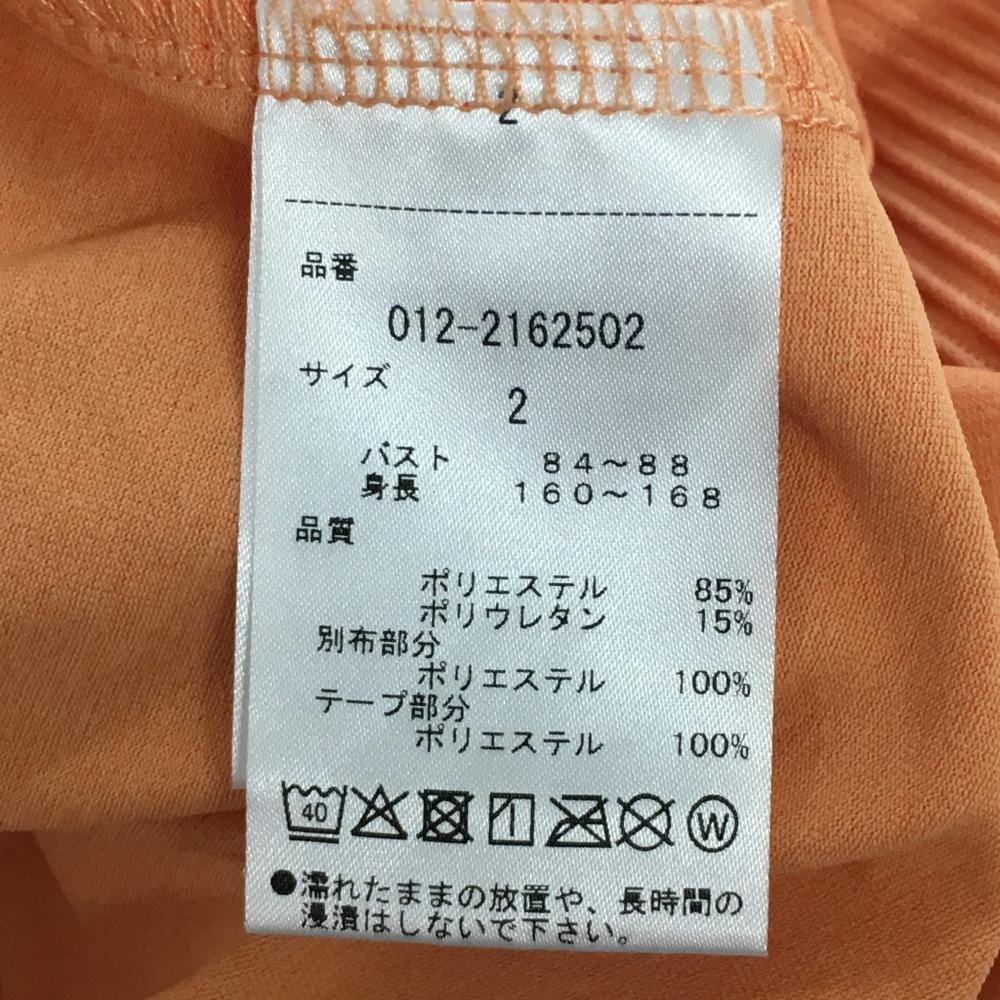 2
品番
012-2162502
サイズ
2
バスト 84～88
身長 160～168
品質
ポリエステル 85%
ポリウレタン 15%
別布部分
ポリエステル 100%
テープ部分
ポリエステル 100%
40 W
●濡れたままの放置や、長時間の
浸漬はしないで下さい。